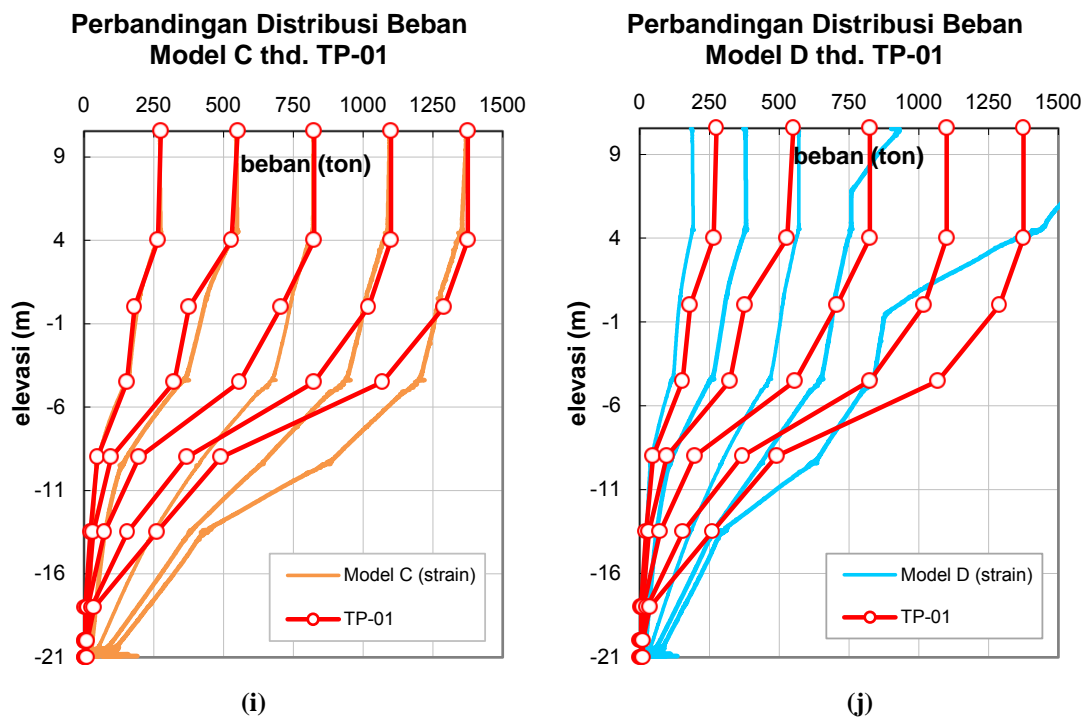 Perbandingan Distribusi Beban
Model C thd. TP-01
0 250 500 750 1000 1250 1500
beban (ton)
elevasi (m)
9
4
-1
-6
-11
-16
-21
Model C (strain)
TP-01
(i)
Perbandingan Distribusi Beban
Model D thd. TP-01
0 250 500 750 1000 1250 1500
beban (ton)
elevasi (m)
9
4
-1
-6
-11
-16
-21
Model D (strain)
TP-01
(j)